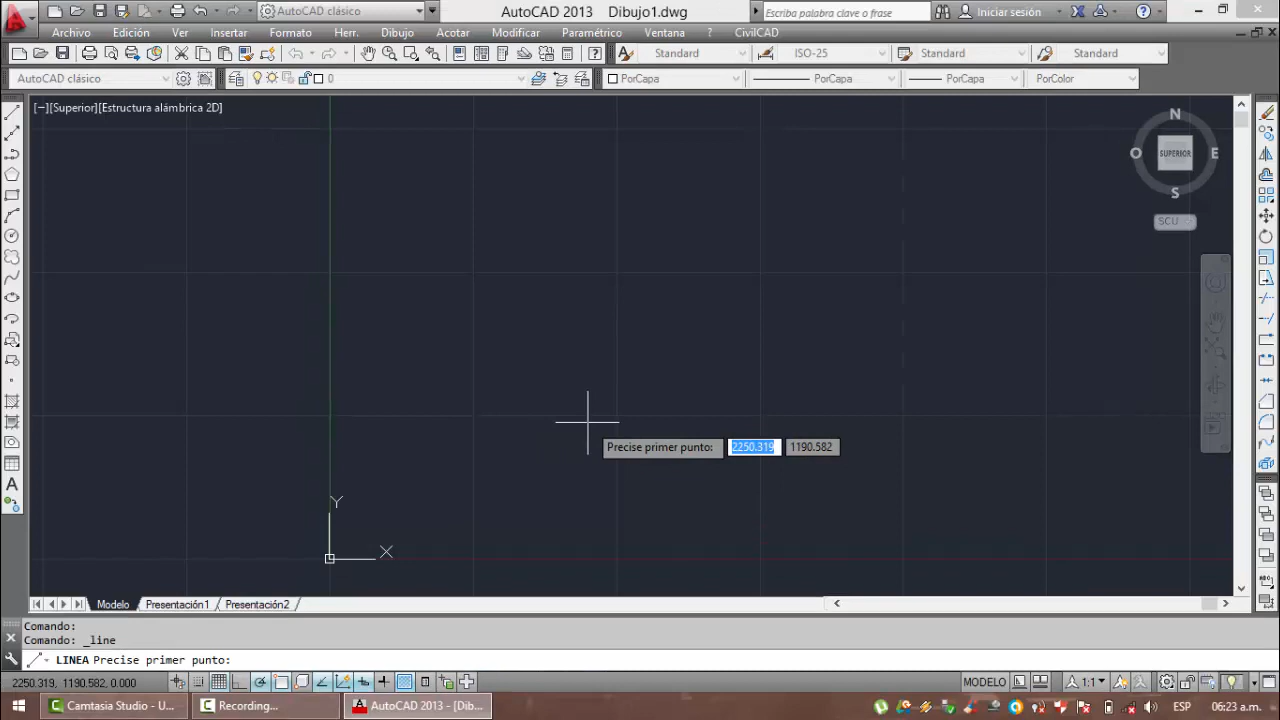 AutoCAD clásico
AutoCAD 2013 Dibujo1.dwg
Escriba palabra clave o frase
Iniciar sesión
Archivo Edición Ver Insertar Formato Herr. Dibujo Acotar Modificar Paramétrico Ventana ? CivilCAD
Standard ISO-25 Standard Standard
AutoCAD clásico 0 PorCapa PorCapa PorCapa PorColor
[−][Superior][Estructura alámbrica 2D]
N
O SUPERIOR E
S
SCU
Precise primer punto: 2250.319 1190.582
Y
X
Modelo Presentación1 Presentación2
Comando:
Comando: _line
LINEA Precise primer punto:
2250.319, 1190.582, 0.000 MODELO 1:1
Camtasia Studio - U... Recording... AutoCAD 2013 - [Dib... ESP 06:23 a.m.